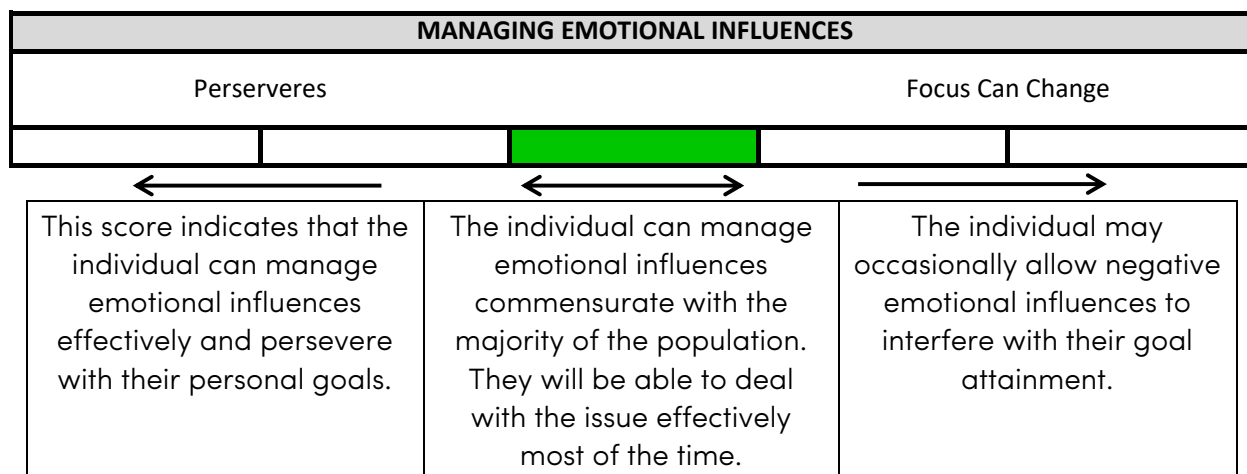 MANAGING EMOTIONAL INFLUENCES
Perserveres
Focus Can Change
This score indicates that the
individual can manage
emotional influences
effectively and persevere
with their personal goals.
The individual can manage
emotional influences
commensurate with the
majority of the population.
They will be able to deal
with the issue effectively
most of the time.
The individual may
occasionally allow negative
emotional influences to
interfere with their goal
attainment.